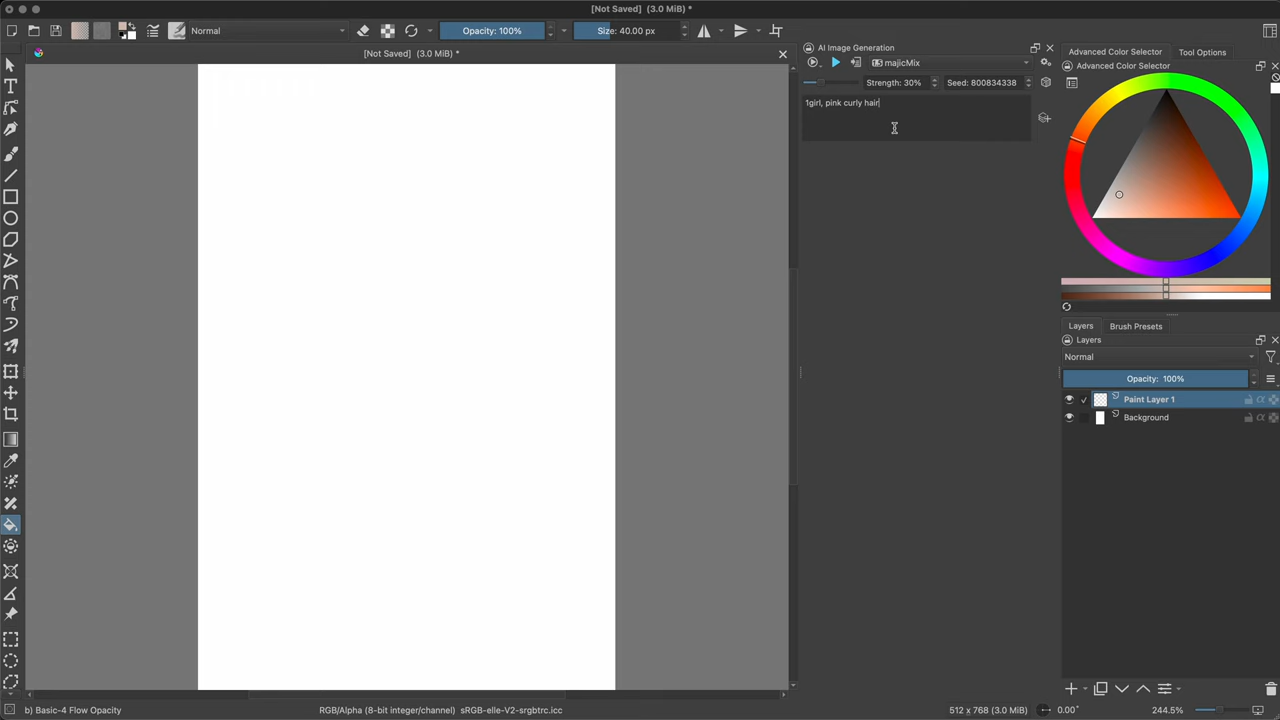 [Not Saved] (3.0 MiB) *
Normal
Opacity: 100%
Size: 40.00 px
[Not Saved] (3.0 MiB) *
AI Image Generation
majicMix
Strength: 30%
Seed: 800834338
1girl, pink curly hair
Advanced Color Selector
Tool Options
Advanced Color Selector
Layers
Brush Presets
Layers
Normal
Opacity: 100%
Paint Layer 1
Background
b) Basic-4 Flow Opacity
RGB/Alpha (8-bit integer/channel) sRGB-elle-V2-srgbtrc.icc
512 x 768 (3.0 MiB)
0.00°
244.5%